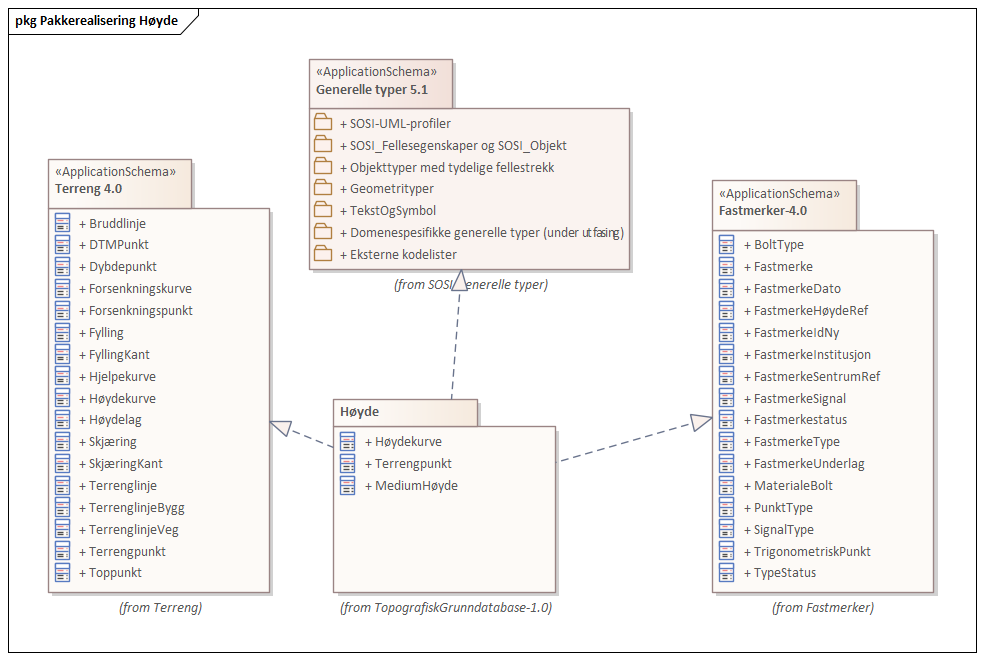 pkg Pakkerealisering Høyde
«ApplicationSchema»
Generelle typer 5.1
+ SOSI-UML-profiler
+ SOSI_Fellesegenskaper og SOSI_Objekt
+ Objekttyper med tydelige fellestrekk
+ Geometrityper
+ TekstOgSymbol
+ Domenespesifikke generelle typer (under utfasing)
+ Eksterne kodelister
(from SOSI generelle typer)
«ApplicationSchema»
Terreng 4.0
+ Bruddlinje
+ DTMPunkt
+ Dybdepunkt
+ Forsenkningskurve
+ Forsenkningspunkt
+ Fylling
+ FyllingKant
+ Hjelpekurve
+ Høydekurve
+ Høydelag
+ Skjæring
+ SkjæringKant
+ Terrenglinje
+ TerrenglinjeBygg
+ TerrenglinjeVeg
+ Terrengpunkt
+ Toppunkt
(from Terreng)
Høyde
+ Høydekurve
+ Terrengpunkt
+ MediumHøyde
(from TopografiskGrunndatabase-1.0)
«ApplicationSchema»
Fastmerker-4.0
+ BoltType
+ Fastmerke
+ FastmerkeDato
+ FastmerkeHøydeRef
+ FastmerkeIdNy
+ FastmerkeInstitusjon
+ FastmerkeSentrumRef
+ FastmerkeSignal
+ Fastmerkestatus
+ FastmerkeType
+ FastmerkeUnderlag
+ MaterialeBolt
+ PunktType
+ SignalType
+ TrigonometriskPunkt
+ TypeStatus
(from Fastmerker)